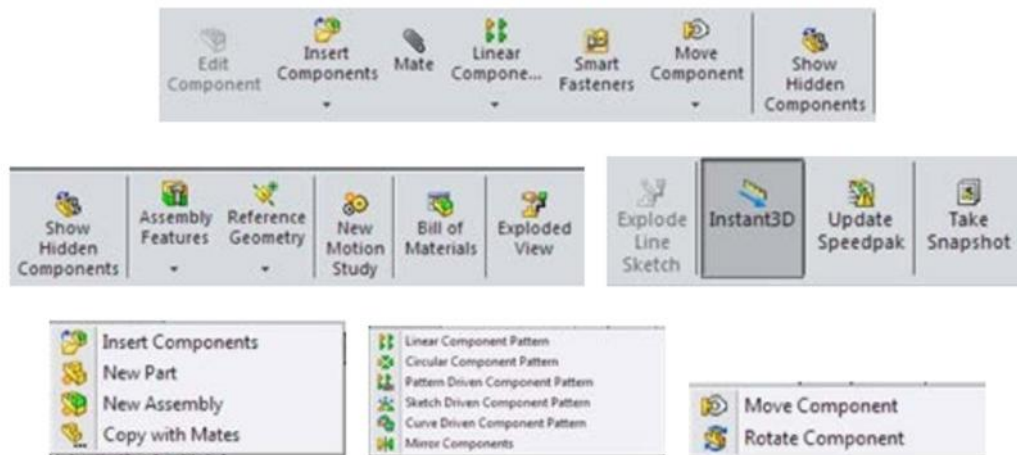 Edit
Component
Insert
Components
Mate
Linear
Compone...
Smart
Fasteners
Move
Component
Show
Hidden
Components
Show
Hidden
Components
Assembly
Features
Reference
Geometry
New
Motion
Study
Bill of
Materials
Exploded
View
Explode
Line
Sketch
Instant3D
Update
Speedpak
Take
Snapshot
Insert Components
New Part
New Assembly
Copy with Mates
Linear Component Pattern
Circular Component Pattern
Pattern Driven Component Pattern
Sketch Driven Component Pattern
Curve Driven Component Pattern
Mirror Components
Move Component
Rotate Component